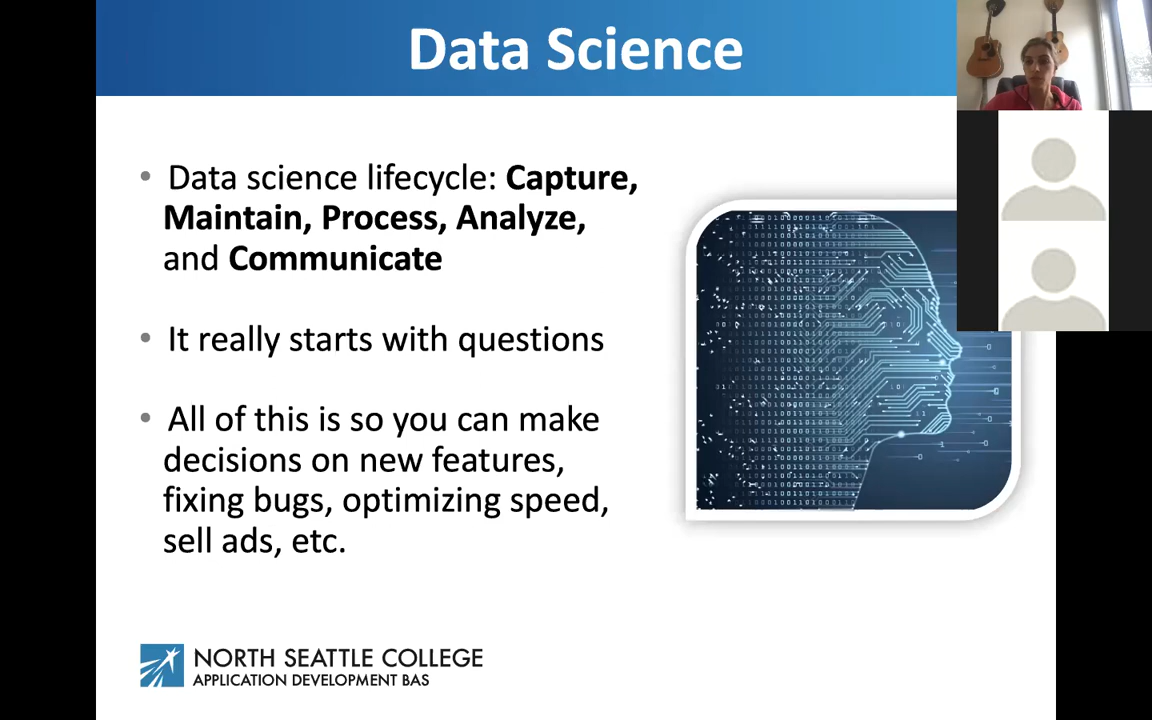 Data Science
• Data science lifecycle: Capture,
Maintain, Process, Analyze,
and Communicate
• It really starts with questions
• All of this is so you can make
decisions on new features,
fixing bugs, optimizing speed,
sell ads, etc.
NORTH SEATTLE COLLEGE
APPLICATION DEVELOPMENT BAS